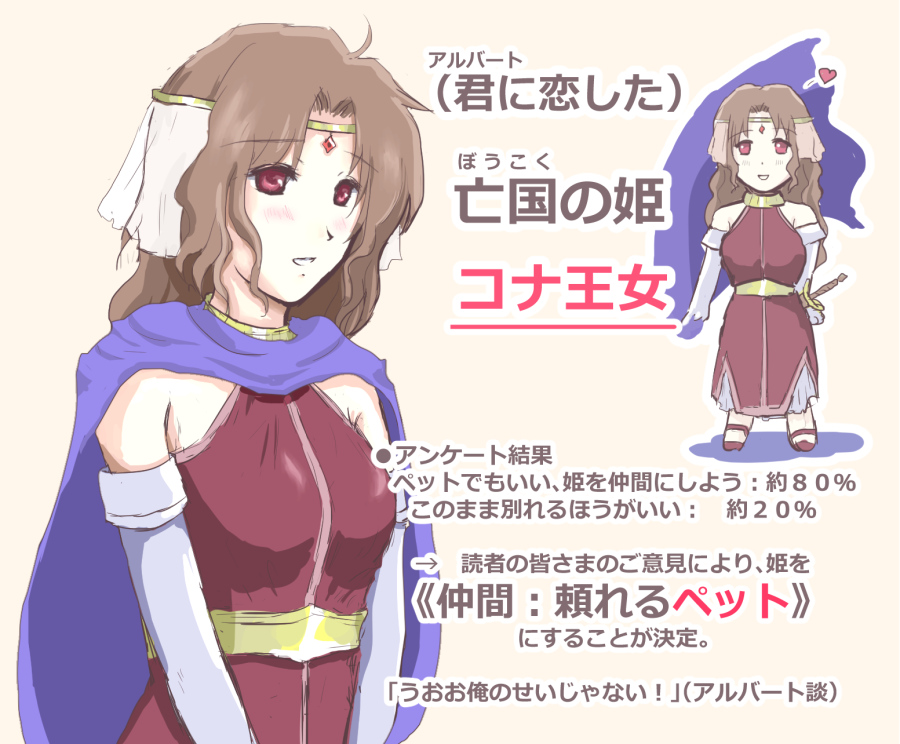 アルバート
(君に恋した)
ぼうこく
亡国の姫
コナ王女
●アンケート結果
ペットでもいい、姫を仲間にしよう：約８０％
このまま別れるほうがいい：　約２０％
→　読者の皆さまのご意見により、姫を
《仲間：頼れるペット》
にすることが決定。
「うおお俺のせいじゃない！」(アルバート談)